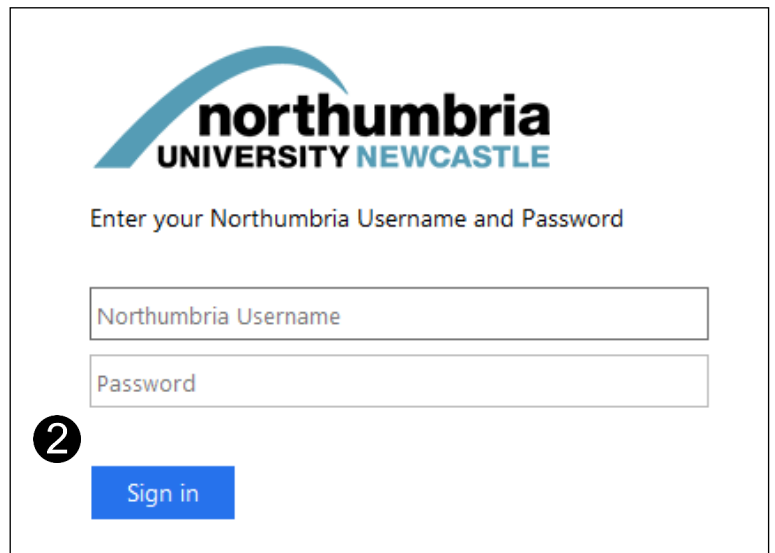 northumbria
UNIVERSITY NEWCASTLE
Enter your Northumbria Username and Password
Northumbria Username
Password
2
Sign in